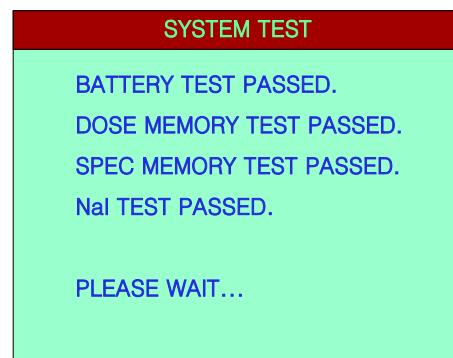 SYSTEM TEST
BATTERY TEST PASSED.
DOSE MEMORY TEST PASSED.
SPEC MEMORY TEST PASSED.
NaI TEST PASSED.
PLEASE WAIT...